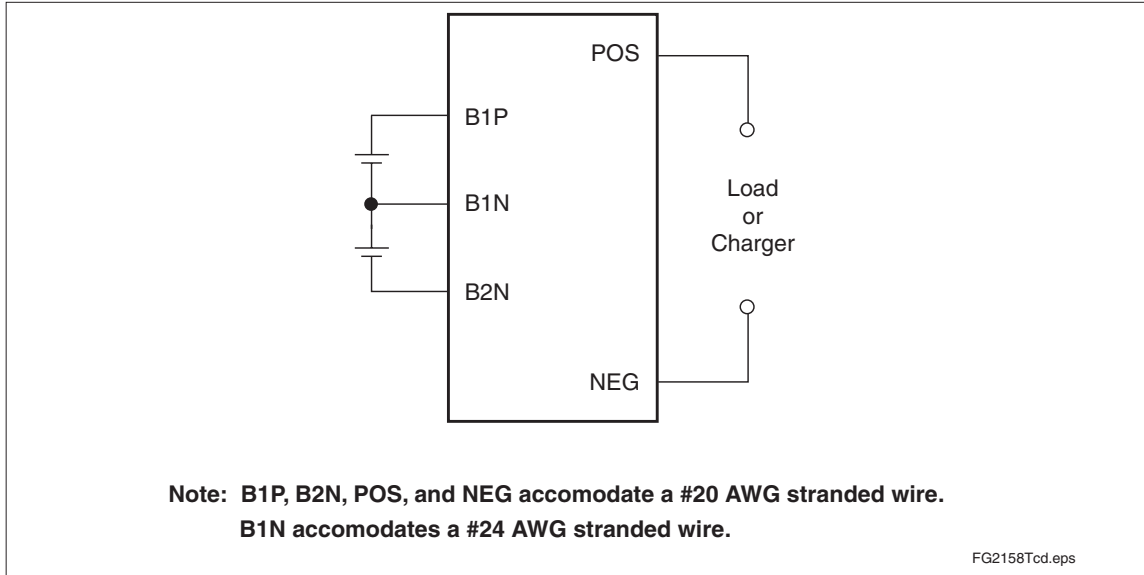 POS
B1P
B1N
B2N
NEG
Load
or
Charger
Note: B1P, B2N, POS, and NEG accomodate a #20 AWG stranded wire.
B1N accomodates a #24 AWG stranded wire.
FG2158Tcd.eps